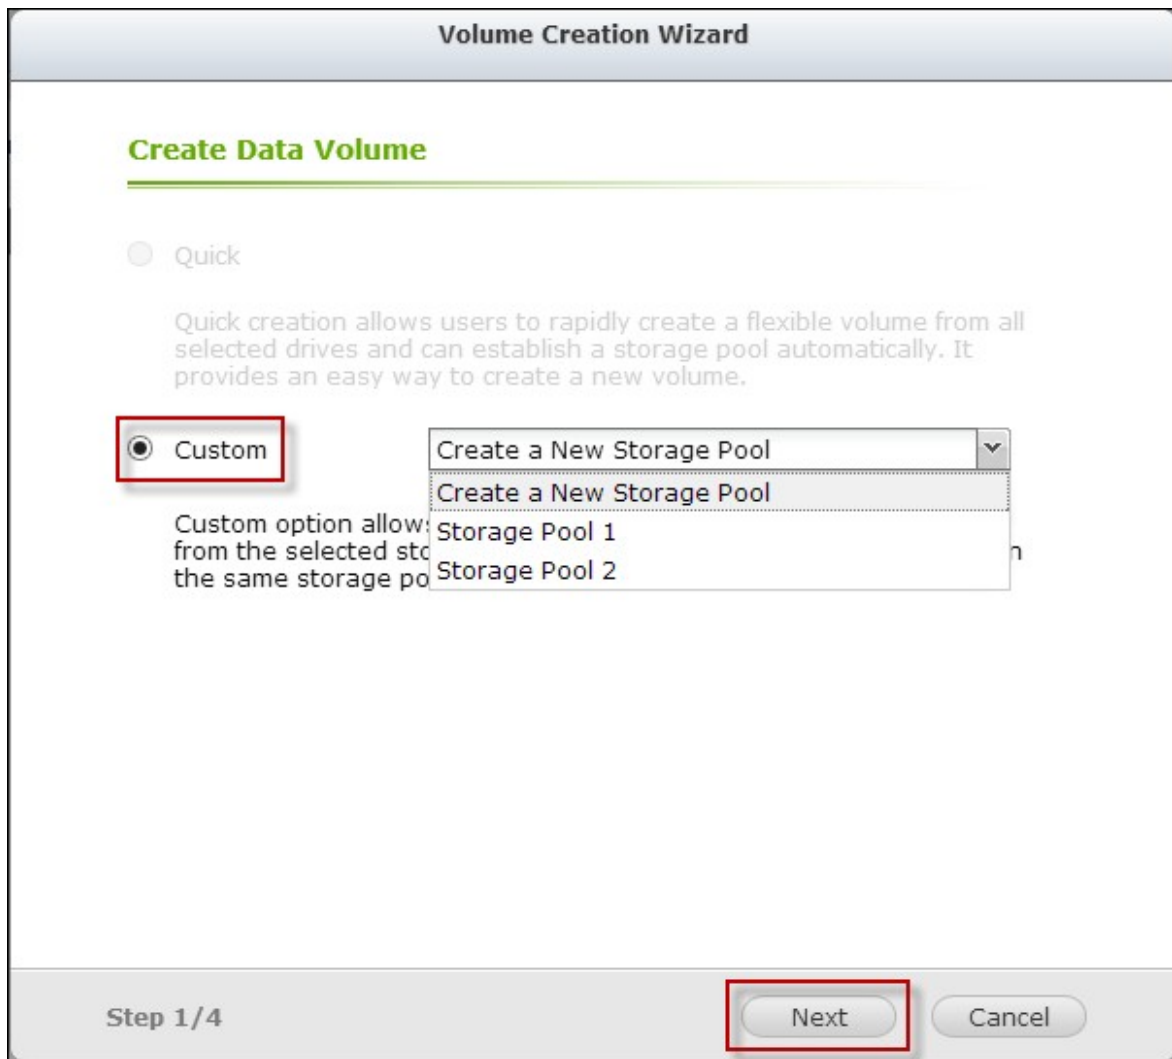 Volume Creation Wizard
Create Data Volume
Quick
Quick creation allows users to rapidly create a flexible volume from all
selected drives and can establish a storage pool automatically. It
provides an easy way to create a new volume.
Custom
Create a New Storage Pool
Create a New Storage Pool
Storage Pool 1
Storage Pool 2
Custom option allow
from the selected
the same storage
Step 1/4
Next
Cancel